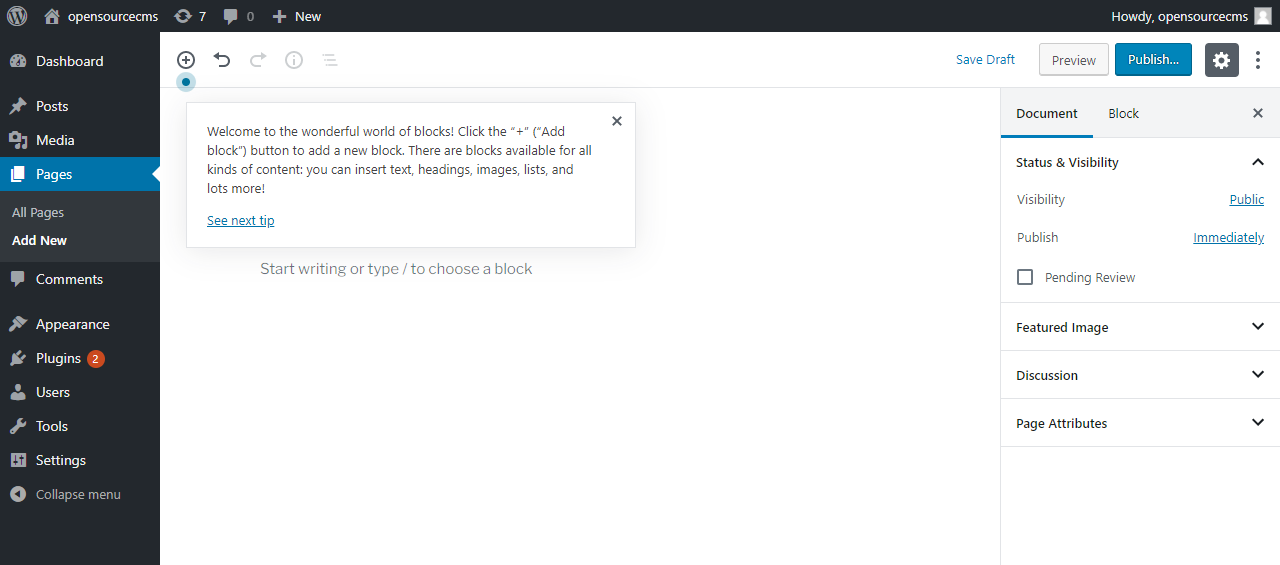 opensourcecms 7 0 New Howdy, opensourcecms
Dashboard
Posts
Media
Pages
All Pages
Add New
Comments
Appearance
Plugins 2
Users
Tools
Settings
Collapse menu
Save Draft Preview Publish...
Welcome to the wonderful world of blocks! Click the “+” (“Add
block”) button to add a new block. There are blocks available for all
kinds of content: you can insert text, headings, images, lists, and
lots more!
See next tip
Start writing or type / to choose a block
Document Block
Status & Visibility
Visibility Public
Publish Immediately
Pending Review
Featured Image
Discussion
Page Attributes